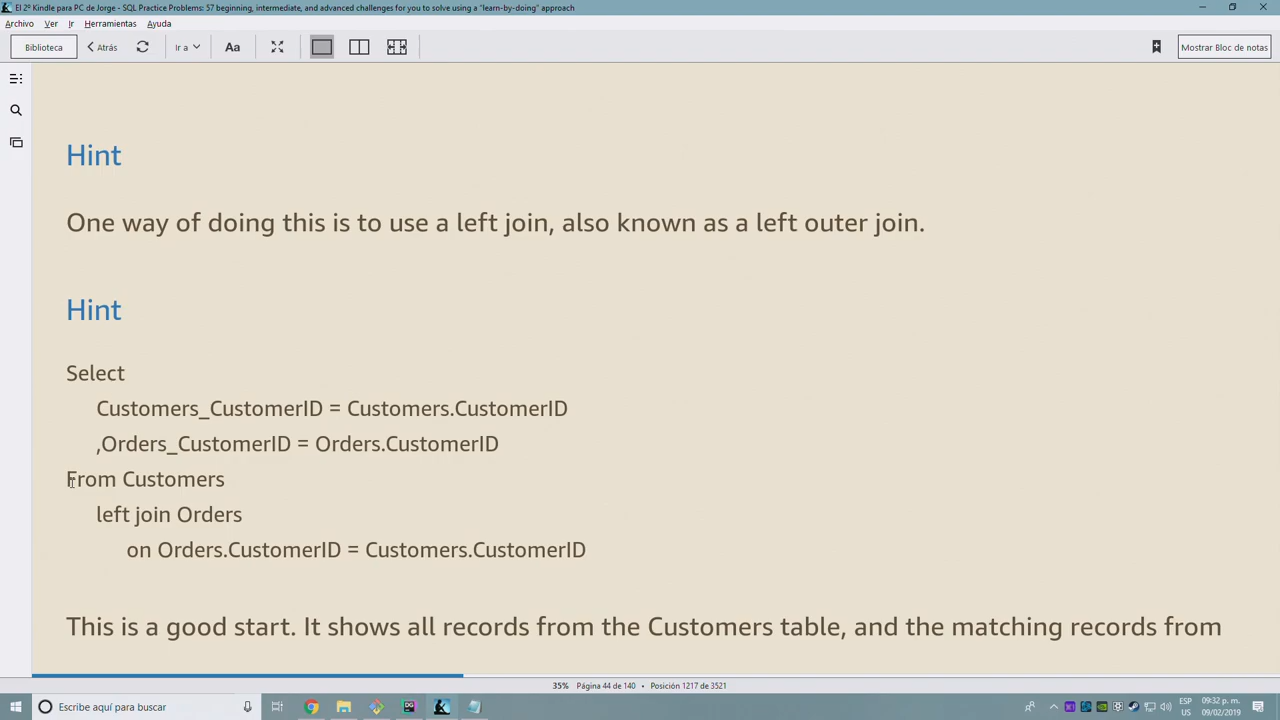 El 2º Kindle para PC de Jorge - SQL Practice Problems: 57 beginning, intermediate, and advanced challenges for you to solve using a "learn-by-doing" approach
Archivo Ver Ir Herramientas Ayuda
Biblioteca Atrás Ir a Aa Mostrar Bloc de notas
Hint
One way of doing this is to use a left join, also known as a left outer join.
Hint
Select
Customers_CustomerID = Customers.CustomerID
,Orders_CustomerID = Orders.CustomerID
From Customers
left join Orders
on Orders.CustomerID = Customers.CustomerID
This is a good start. It shows all records from the Customers table, and the matching records from
35% Página 44 de 140 • Posición 1217 de 3521
Escribe aquí para buscar
ESP 09:32 p. m.
US 09/02/2019